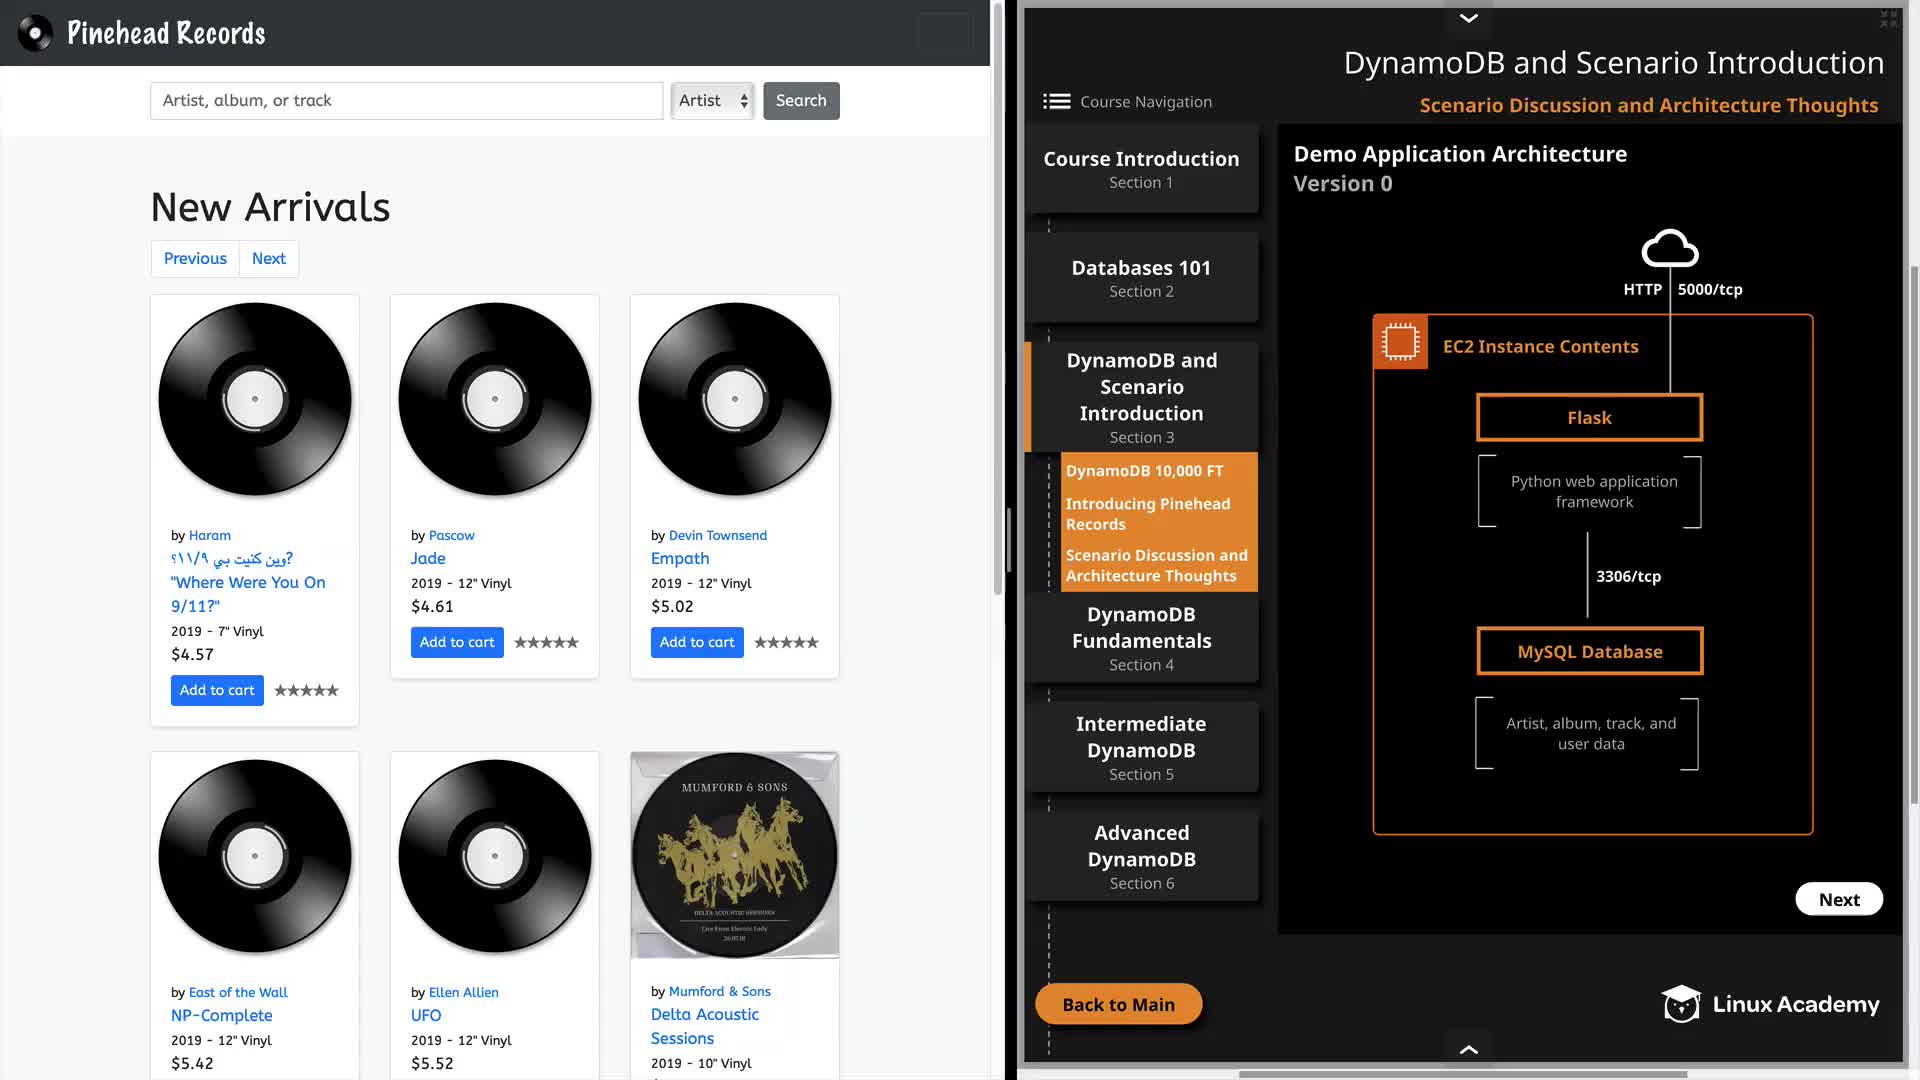 Pinehead Records
Artist, album, or track
Artist
Search
New Arrivals
Previous
Next
by Haram
وين كنيت بي ١١/٩؟?
"Where Were You On
9/11?"
2019 - 7" Vinyl
$4.57
Add to cart
★★★★★
by Pascow
Jade
2019 - 12" Vinyl
$4.61
Add to cart
★★★★★
by Devin Townsend
Empath
2019 - 12" Vinyl
$5.02
Add to cart
★★★★★
by East of the Wall
NP-Complete
2019 - 12" Vinyl
$5.42
by Ellen Allien
UFO
2019 - 12" Vinyl
$5.52
MUMFORD & SONS
DELTA ACOUSTIC SESSIONS
Live From Electric Lady
by Mumford & Sons
Delta Acoustic
Sessions
2019 - 10" Vinyl
DynamoDB and Scenario Introduction
Scenario Discussion and Architecture Thoughts
Course Navigation
Course Introduction
Section 1
Databases 101
Section 2
DynamoDB and
Scenario
Introduction
Section 3
DynamoDB 10,000 FT
Introducing Pinehead
Records
Scenario Discussion and
Architecture Thoughts
DynamoDB
Fundamentals
Section 4
Intermediate
DynamoDB
Section 5
Advanced
DynamoDB
Section 6
Back to Main
Demo Application Architecture
Version 0
HTTP
5000/tcp
EC2 Instance Contents
Flask
Python web application
framework
3306/tcp
MySQL Database
Artist, album, track, and
user data
Next
Linux Academy